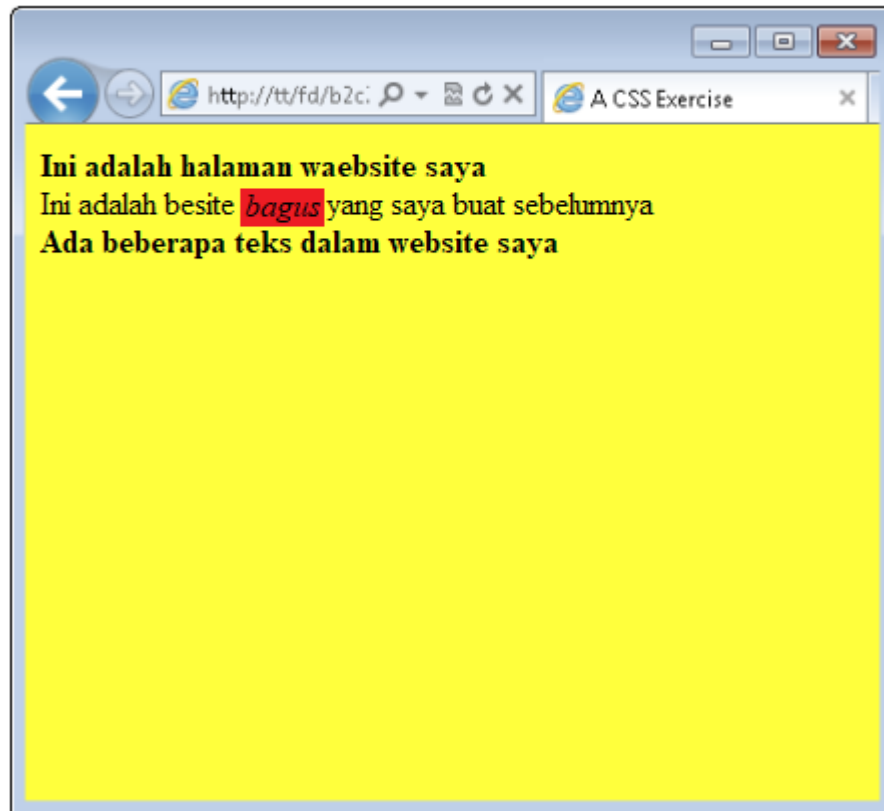 http://tt/fd/b2c
A CSS Exercise
Ini adalah halaman waebsite saya
Ini adalah besite bagus yang saya buat sebelumnya
Ada beberapa teks dalam website saya